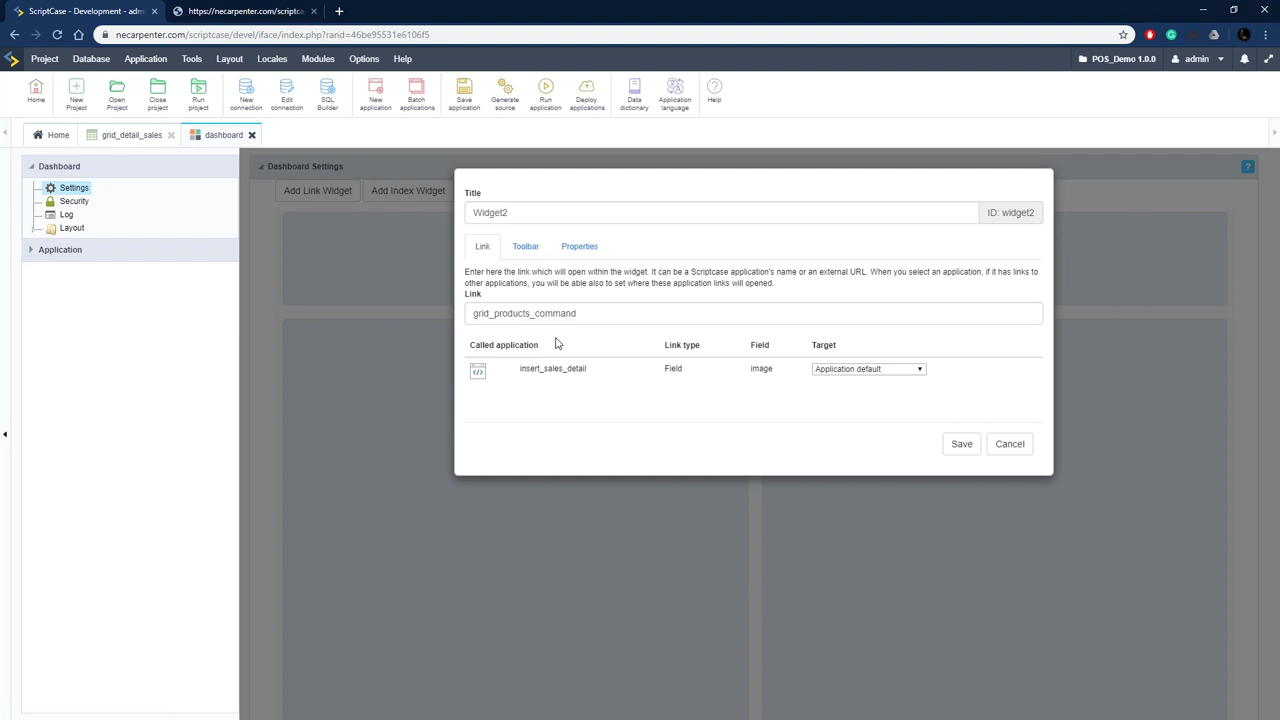 ScriptCase - Development - adm
https://necarpenter.com/scriptc
necarpenter.com/scriptcase/devel/iface/index.php?rand=46be95531e6106f5
Project Database Application Tools Layout Locales Modules Options Help POS_Demo 1.0.0 admin
Home
New Project
Open Project
Close project
Run project
New connection
Edit connection
SQL Builder
New application
Batch applications
Save application
Generate source
Run application
Deploy applications
Data dictionary
Application language
Help
Home grid_detail_sales dashboard
Dashboard
Settings
Security
Log
Layout
Application
Dashboard Settings
Add Link Widget Add Index Widget
Title
Widget2 ID: widget2
Link Toolbar Properties
Enter here the link which will open within the widget. It can be a Scriptcase application's name or an external URL. When you select an application, if it has links to
other applications, you will be able also to set where these application links will opened.
Link
grid_products_command
Called application Link type Field Target
insert_sales_detail Field image Application default
Save Cancel